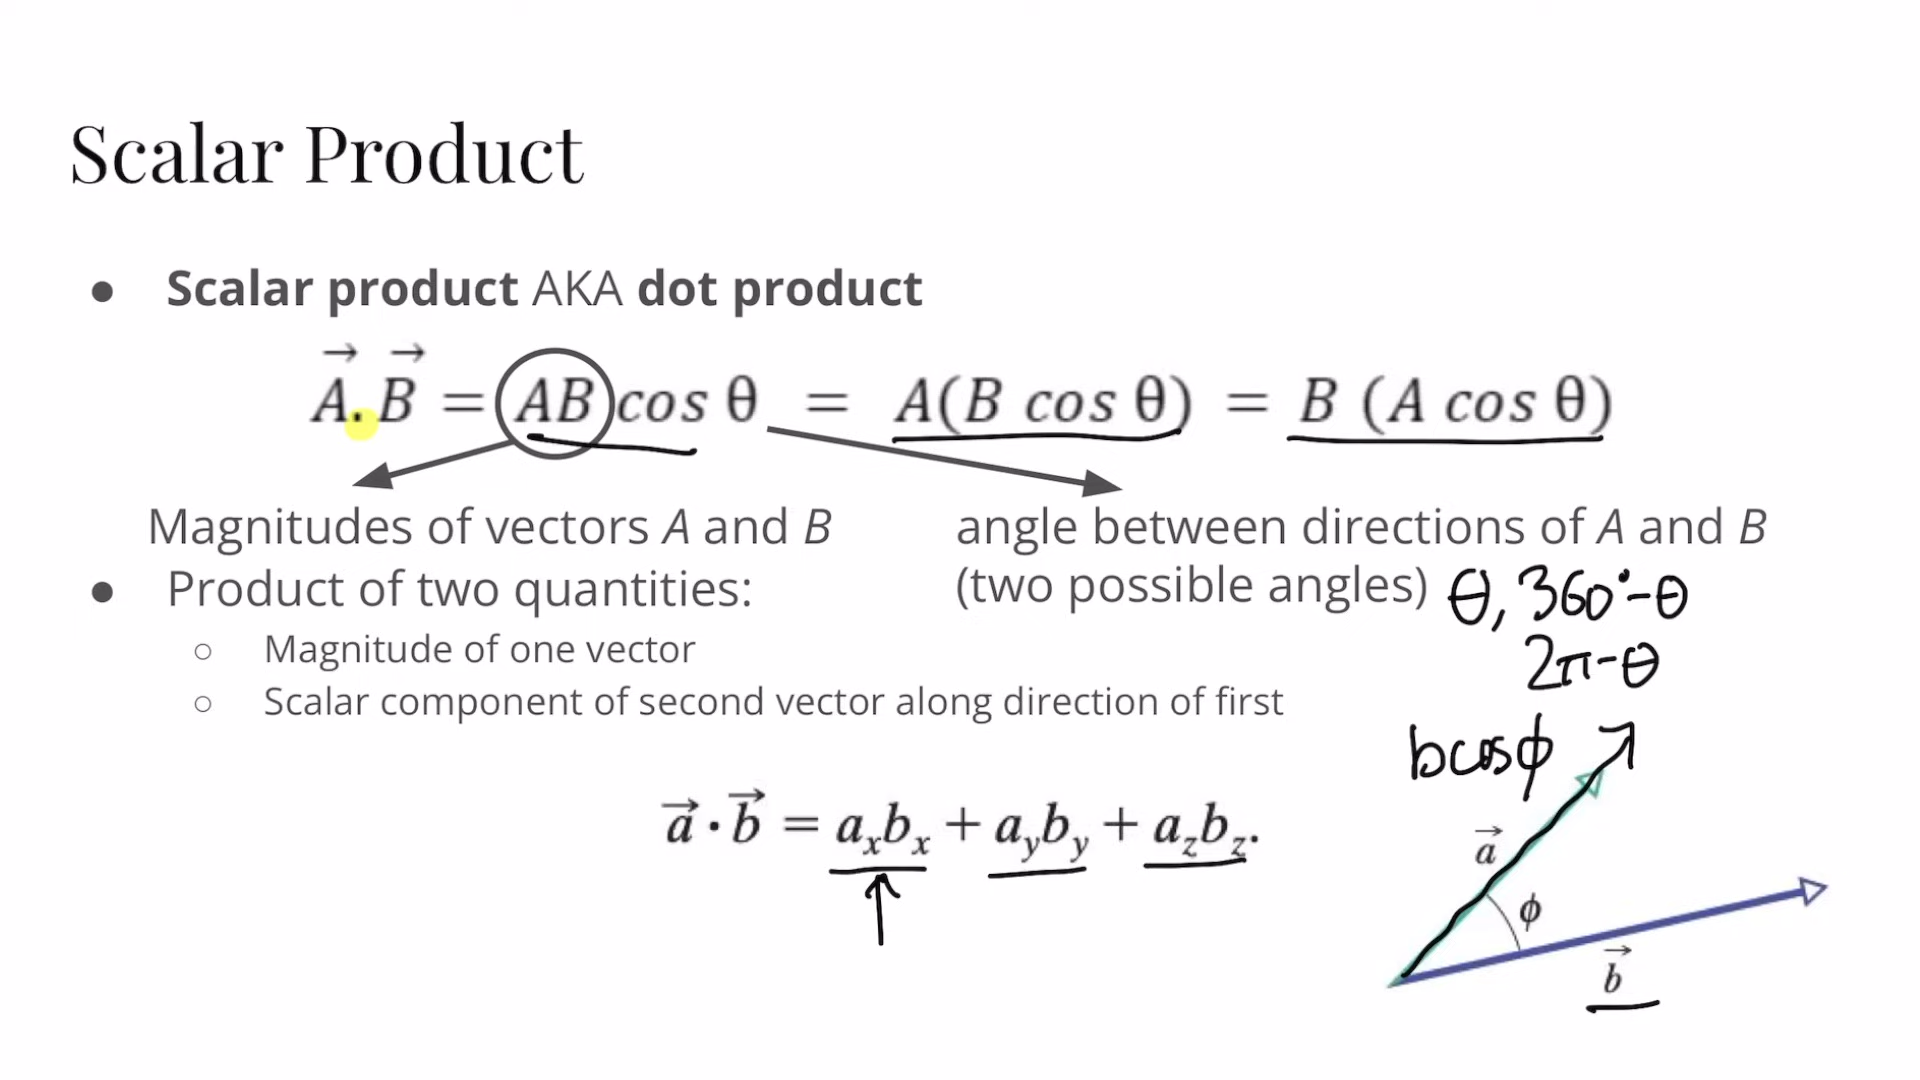 Scalar Product
● Scalar product AKA dot product
A⃗.B⃗ = AB cos θ = A(B cos θ) = B (A cos θ)
Magnitudes of vectors A and B
angle between directions of A and B
(two possible angles) θ, 360°-θ
2π-θ
● Product of two quantities:
○ Magnitude of one vector
○ Scalar component of second vector along direction of first
bcosϕ
a⃗ · b⃗ = aₓbₓ + a_yb_y + a_zb_z.
a⃗
ϕ
b⃗